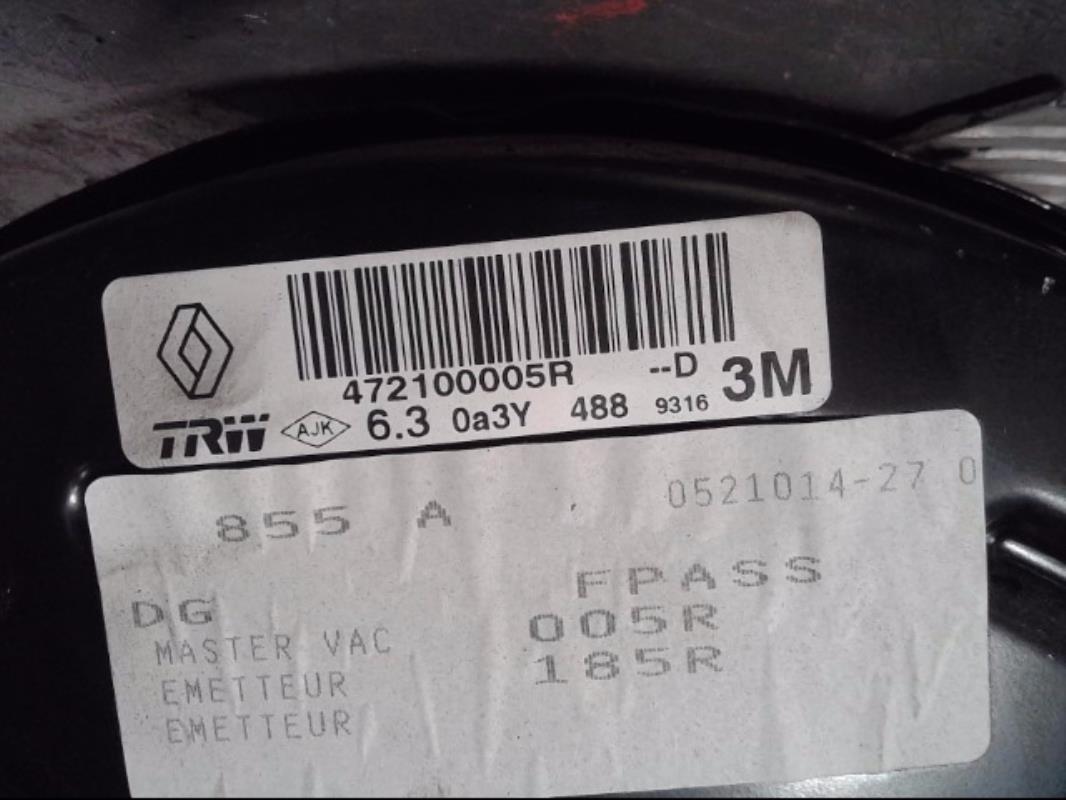 472100005R --D 3M
TRW AJK 6.3 0a3Y 488 9316
855 A 0521014-27 0
FPASS
DG 005R
MASTER VAC 185R
EMETTEUR
EMETTEUR